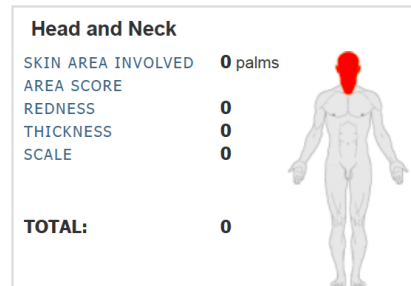 Head and Neck
SKIN AREA INVOLVED 0 palms
AREA SCORE
REDNESS 0
THICKNESS 0
SCALE 0
TOTAL: 0